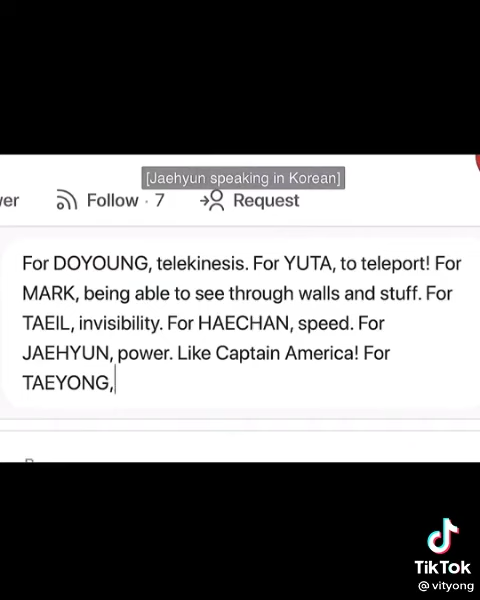 [Jaehyun speaking in Korean]
Follow · 7 Request
For DOYOUNG, telekinesis. For YUTA, to teleport! For
MARK, being able to see through walls and stuff. For
TAEIL, invisibility. For HAECHAN, speed. For
JAEHYUN, power. Like Captain America! For
TAEYONG,
TikTok
@vityong